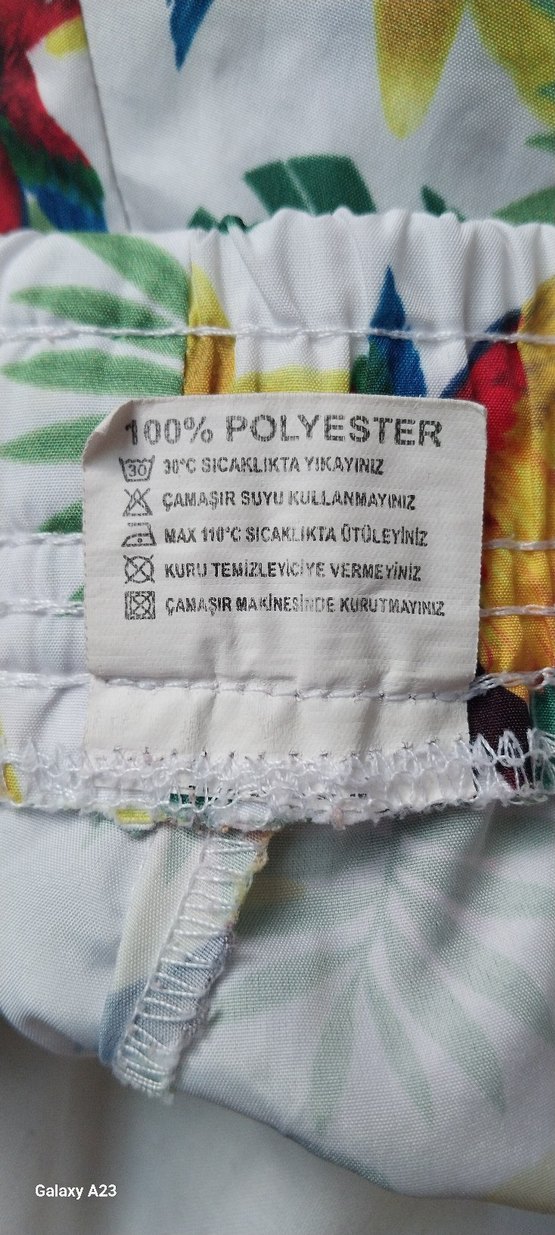 100% POLYESTER
30 30°C SICAKLIKTA YIKAYINIZ
ÇAMAŞIR SUYU KULLANMAYINIZ
MAX 110°C SICAKLIKTA ÜTÜLEYİNİZ
KURU TEMİZLEYİCİYE VERMEYİNİZ
ÇAMAŞIR MAKİNESİNDE KURUTMAYINIZ
Galaxy A23